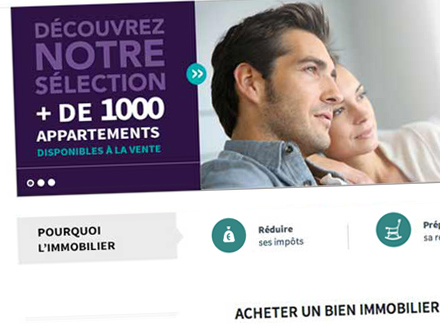 DÉCOUVREZ
NOTRE
SÉLECTION
+ DE 1000
APPARTEMENTS
DISPONIBLES À LA VENTE
POURQUOI
L'IMMOBILIER
Réduire
ses impôts
ACHETER UN BIEN IMMOBILIER